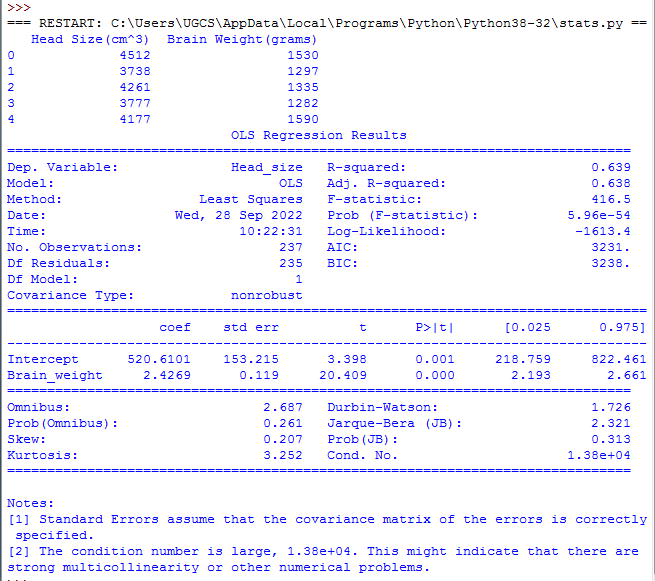 >>>
=== RESTART: C:\Users\UGCS\AppData\Local\Programs\Python\Python38-32\stats.py ==
   Head Size(cm^3)  Brain Weight(grams)
0             4512                 1530
1             3738                 1297
2             4261                 1335
3             3777                 1282
4             4177                 1590
                            OLS Regression Results
==============================================================================
Dep. Variable:              Head_size   R-squared:                       0.639
Model:                            OLS   Adj. R-squared:                  0.638
Method:                 Least Squares   F-statistic:                     416.5
Date:                Wed, 28 Sep 2022   Prob (F-statistic):           5.96e-54
Time:                        10:22:31   Log-Likelihood:                -1613.4
No. Observations:                 237   AIC:                             3231.
Df Residuals:                     235   BIC:                             3238.
Df Model:                           1
Covariance Type:            nonrobust
================================================================================
                   coef    std err          t      P>|t|      [0.025      0.975]
--------------------------------------------------------------------------------
Intercept      520.6101    153.215      3.398      0.001     218.759     822.461
Brain_weight     2.4269      0.119     20.409      0.000       2.193       2.661
==============================================================================
Omnibus:                        2.687   Durbin-Watson:                   1.726
Prob(Omnibus):                  0.261   Jarque-Bera (JB):                2.321
Skew:                           0.207   Prob(JB):                        0.313
Kurtosis:                       3.252   Cond. No.                     1.38e+04
==============================================================================
Notes:
[1] Standard Errors assume that the covariance matrix of the errors is correctly
 specified.
[2] The condition number is large, 1.38e+04. This might indicate that there are
strong multicollinearity or other numerical problems.
>>>